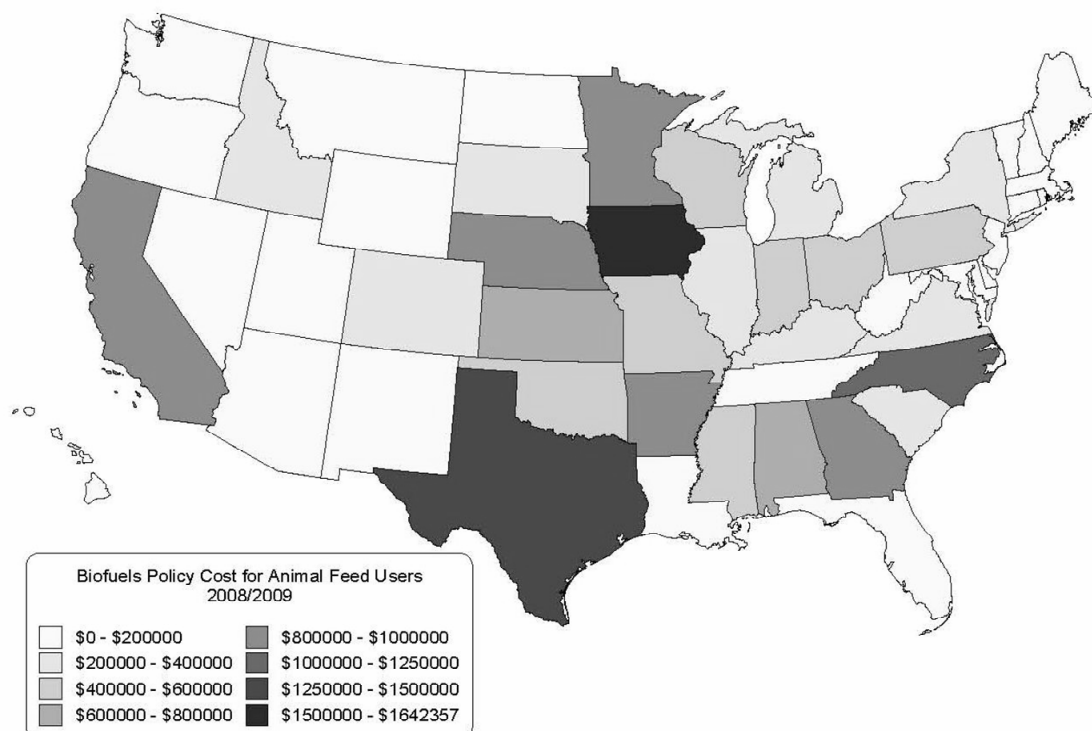 Biofuels Policy Cost for Animal Feed Users
2008/2009
$0 - $200000
$200000 - $400000
$400000 - $600000
$600000 - $800000
$800000 - $1000000
$1000000 - $1250000
$1250000 - $1500000
$1500000 - $1642357